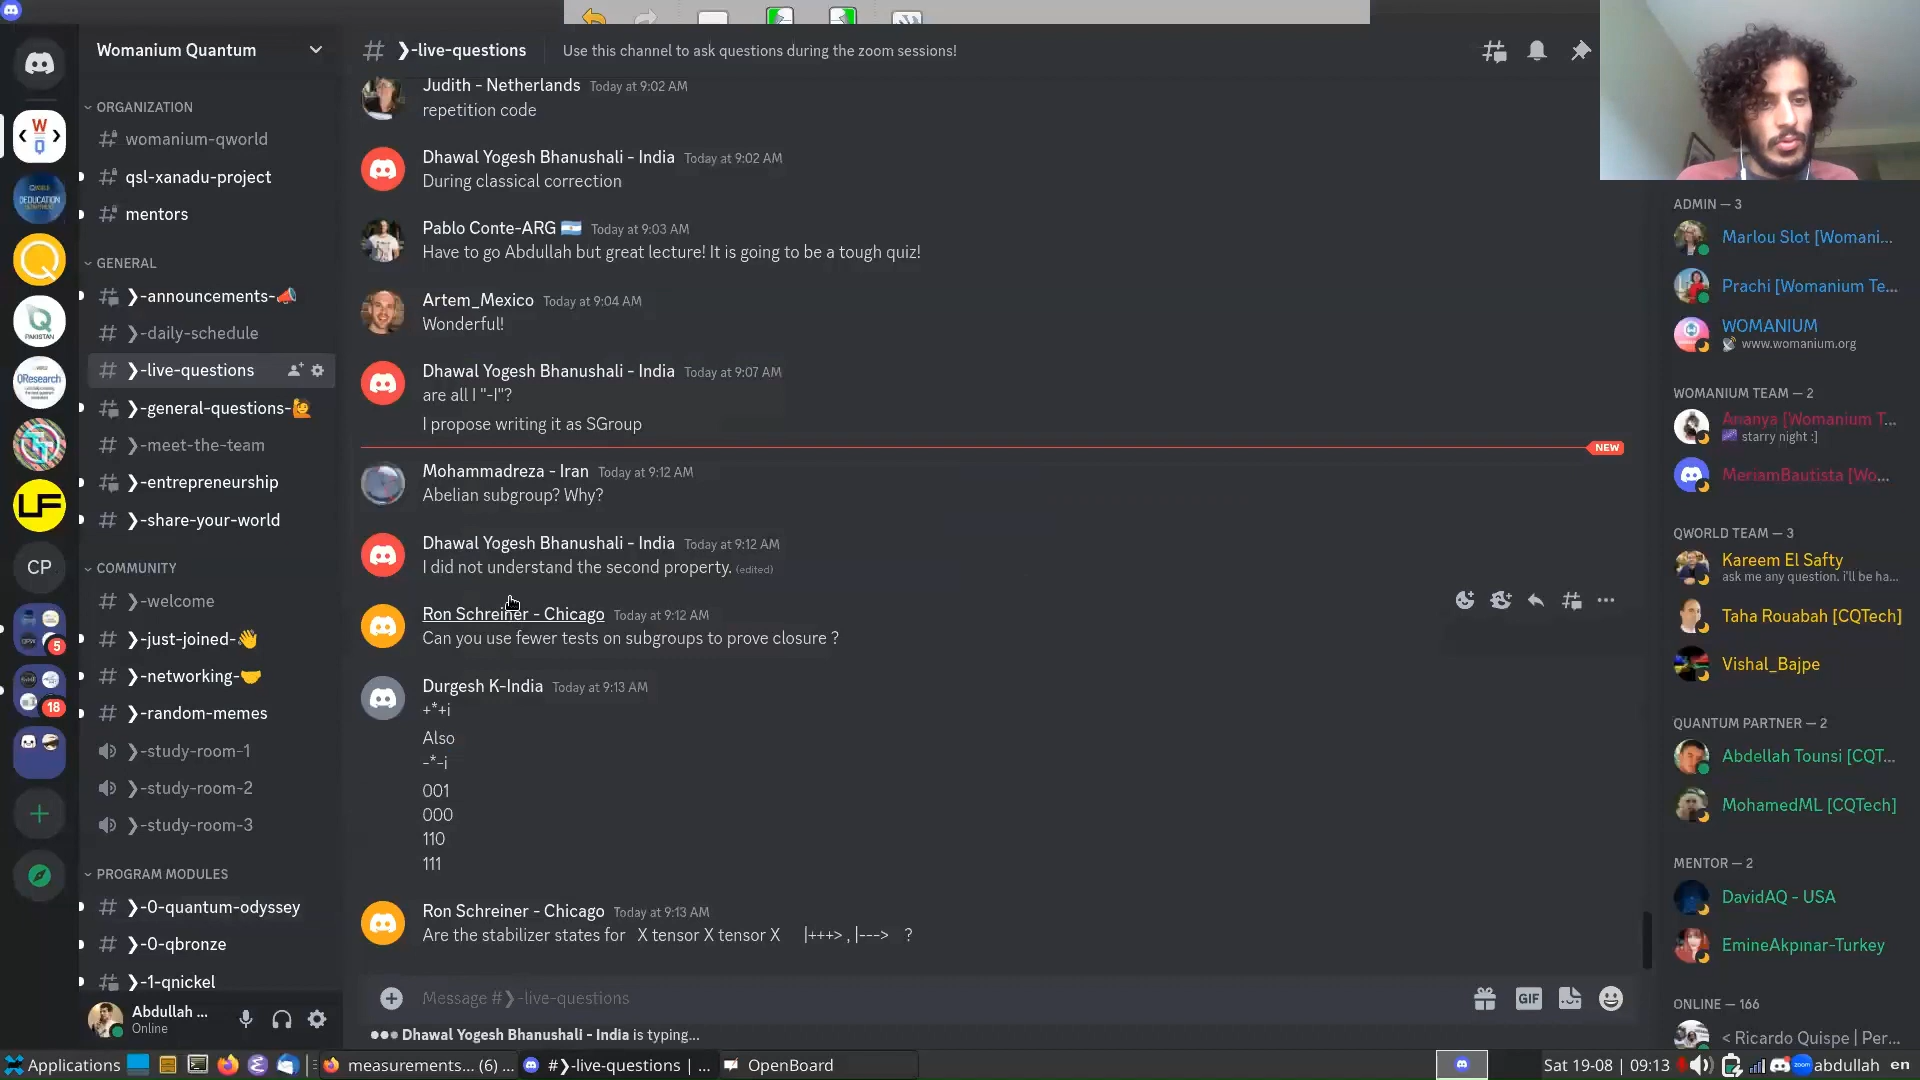 Womanium Quantum
ORGANIZATION
womanium-qworld
qsl-xanadu-project
mentors
GENERAL
❯-announcements-📣
❯-daily-schedule
❯-live-questions
❯-general-questions-🙋
❯-meet-the-team
❯-entrepreneurship
❯-share-your-world
COMMUNITY
❯-welcome
❯-just-joined-👋
❯-networking-🤝
❯-random-memes
❯-study-room-1
❯-study-room-2
❯-study-room-3
PROGRAM MODULES
❯-0-quantum-odyssey
❯-0-qbronze
❯-1-qnickel
Abdullah ...
Online
W
< >
Q
DEDUCATION
PAKISTAN
QResearch
LF
CP
5
18
❯-live-questions
Use this channel to ask questions during the zoom sessions!
Judith - Netherlands Today at 9:02 AM
repetition code
Dhawal Yogesh Bhanushali - India Today at 9:02 AM
During classical correction
Pablo Conte-ARG 🇦🇷 Today at 9:03 AM
Have to go Abdullah but great lecture! It is going to be a tough quiz!
Artem_Mexico Today at 9:04 AM
Wonderful!
Dhawal Yogesh Bhanushali - India Today at 9:07 AM
are all I "-I"?
I propose writing it as SGroup
NEW
Mohammadreza - Iran Today at 9:12 AM
Abelian subgroup? Why?
Dhawal Yogesh Bhanushali - India Today at 9:12 AM
I did not understand the second property. (edited)
Ron Schreiner - Chicago Today at 9:12 AM
Can you use fewer tests on subgroups to prove closure ?
Durgesh K-India Today at 9:13 AM
+*+i
Also
-*-i
001
000
110
111
Ron Schreiner - Chicago Today at 9:13 AM
Are the stabilizer states for X tensor X tensor X |+++> , |---> ?
Message #❯-live-questions
GIF
Dhawal Yogesh Bhanushali - India is typing...
ADMIN — 3
Marlou Slot [Womani...
Prachi [Womanium Te...
WOMANIUM
www.womanium.org
WOMANIUM TEAM — 2
Ananya [Womanium T...
starry night :]
MeriamBautista [Wo...
QWORLD TEAM — 3
Kareem El Safty
ask me any question. i'll be ha...
Taha Rouabah [CQTech]
Vishal_Bajpe
QUANTUM PARTNER — 2
Abdellah Tounsi [CQT...
MohamedML [CQTech]
MENTOR — 2
DavidAQ - USA
EmineAkpınar-Turkey
ONLINE — 166
< Ricardo Quispe | Per...
Applications
measurements... (6) ...
#❯-live-questions | ...
OpenBoard
Sat 19-08 | 09:13
zoom
abdullah
en